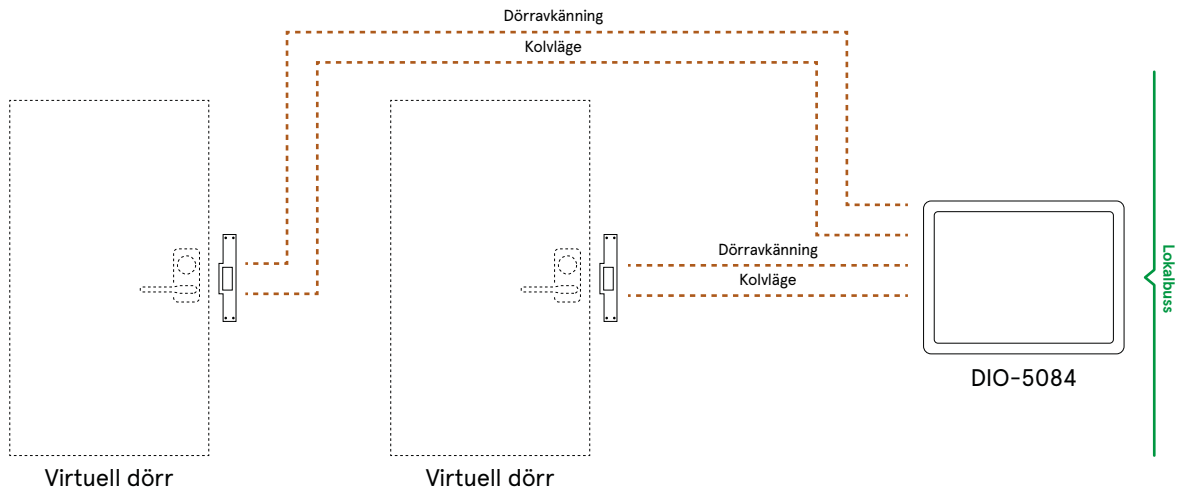 Dörravkänning
Kolvläge
Dörravkänning
Kolvläge
Lokalbuss
DIO-5084
Virtuell dörr
Virtuell dörr